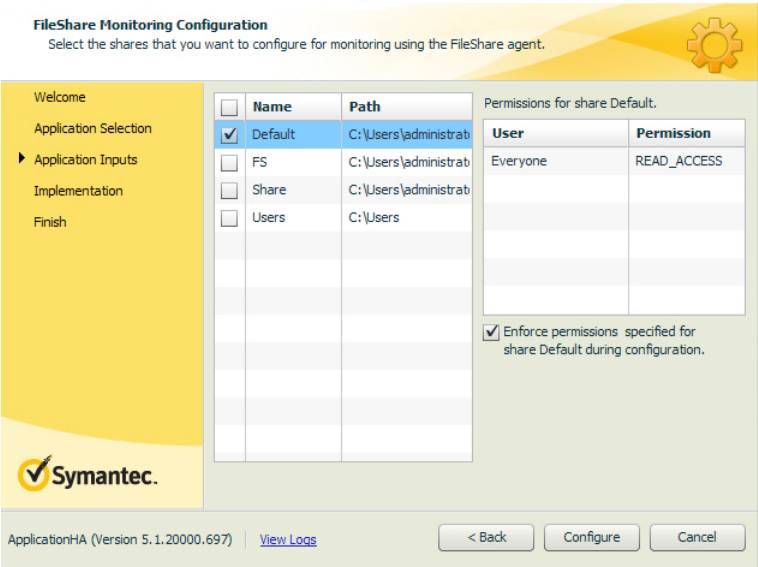 FileShare Monitoring Configuration
Select the shares that you want to configure for monitoring using the FileShare agent.
Welcome
Application Selection
Application Inputs
Implementation
Finish
Name Path
Default C:\Users\administrat
FS C:\Users\administrat
Share C:\Users\administrat
Users C:\Users
Permissions for share Default.
User Permission
Everyone READ_ACCESS
Enforce permissions specified for
share Default during configuration.
Symantec.
ApplicationHA (Version 5.1.20000.697) View Logs < Back Configure Cancel